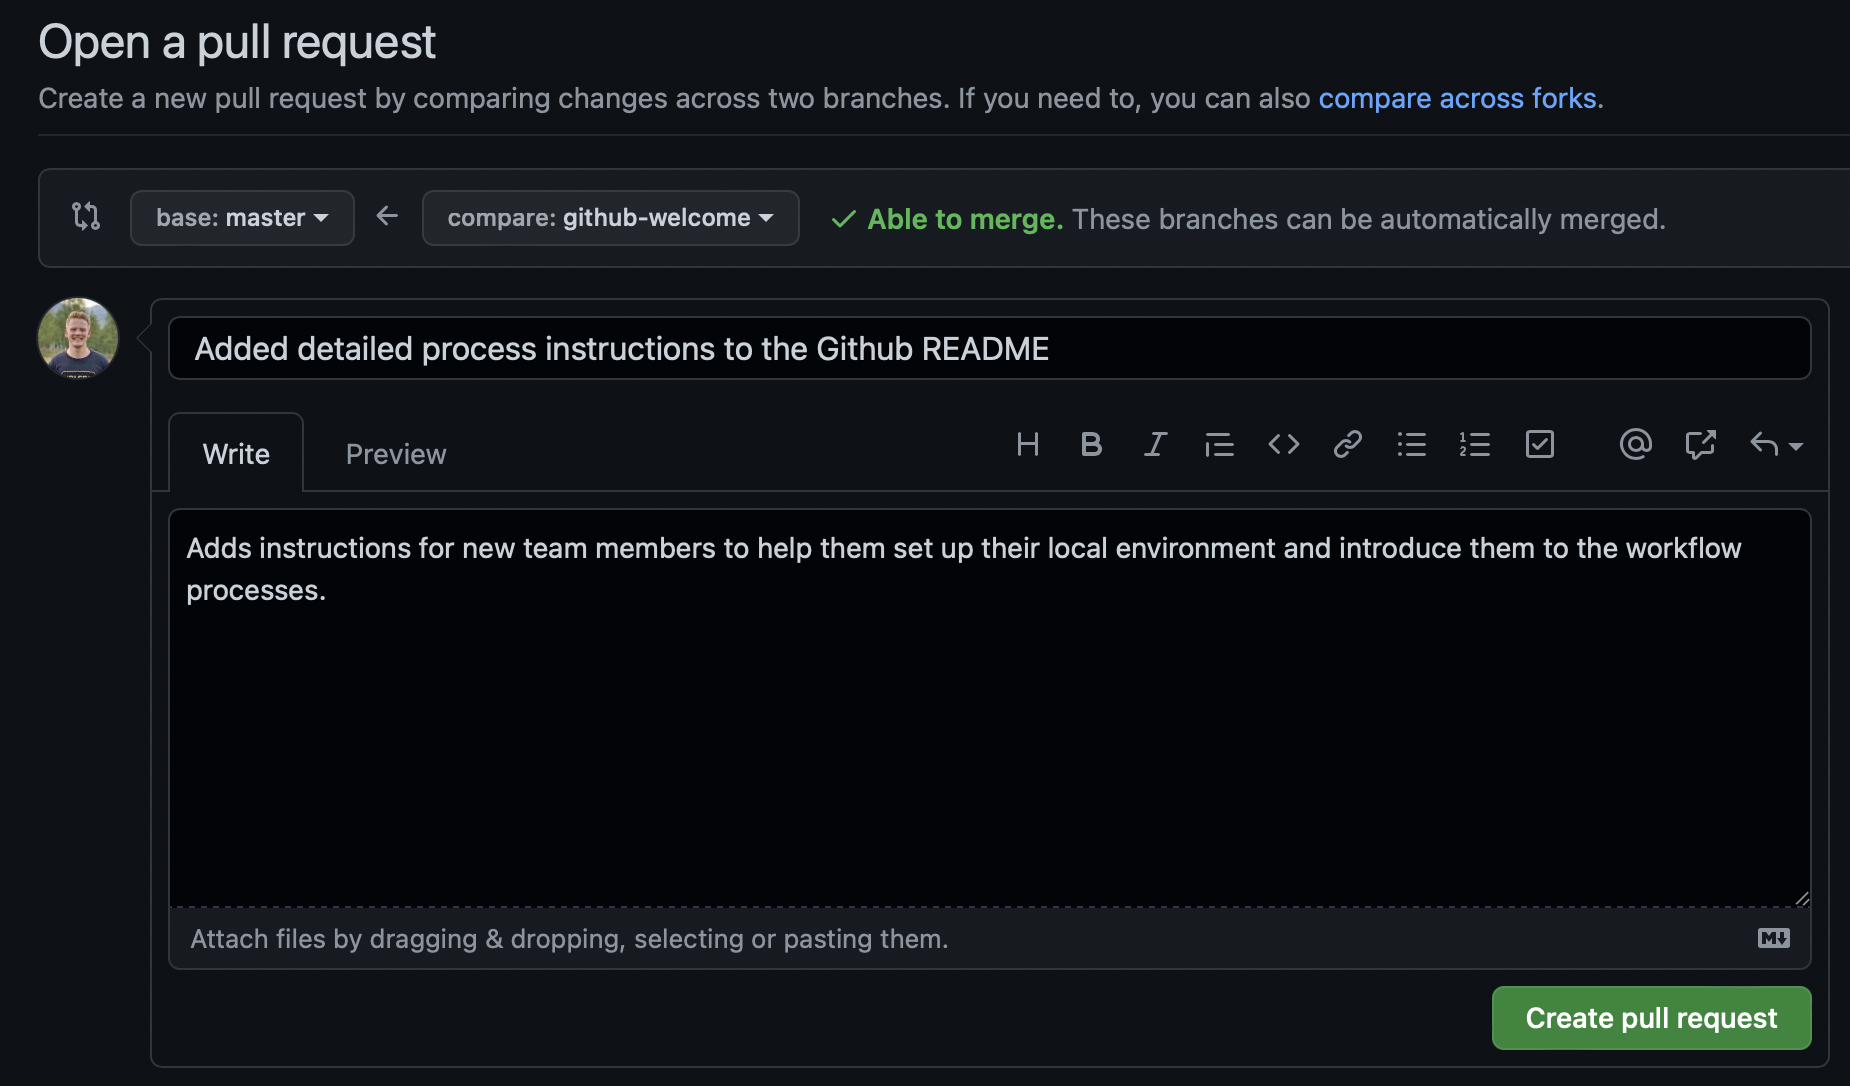 Open a pull request
Create a new pull request by comparing changes across two branches. If you need to, you can also compare across forks.
base: master
compare: github-welcome
Able to merge. These branches can be automatically merged.
Added detailed process instructions to the Github README
Write
Preview
Adds instructions for new team members to help them set up their local environment and introduce them to the workflow
processes.
Attach files by dragging & dropping, selecting or pasting them.
Create pull request